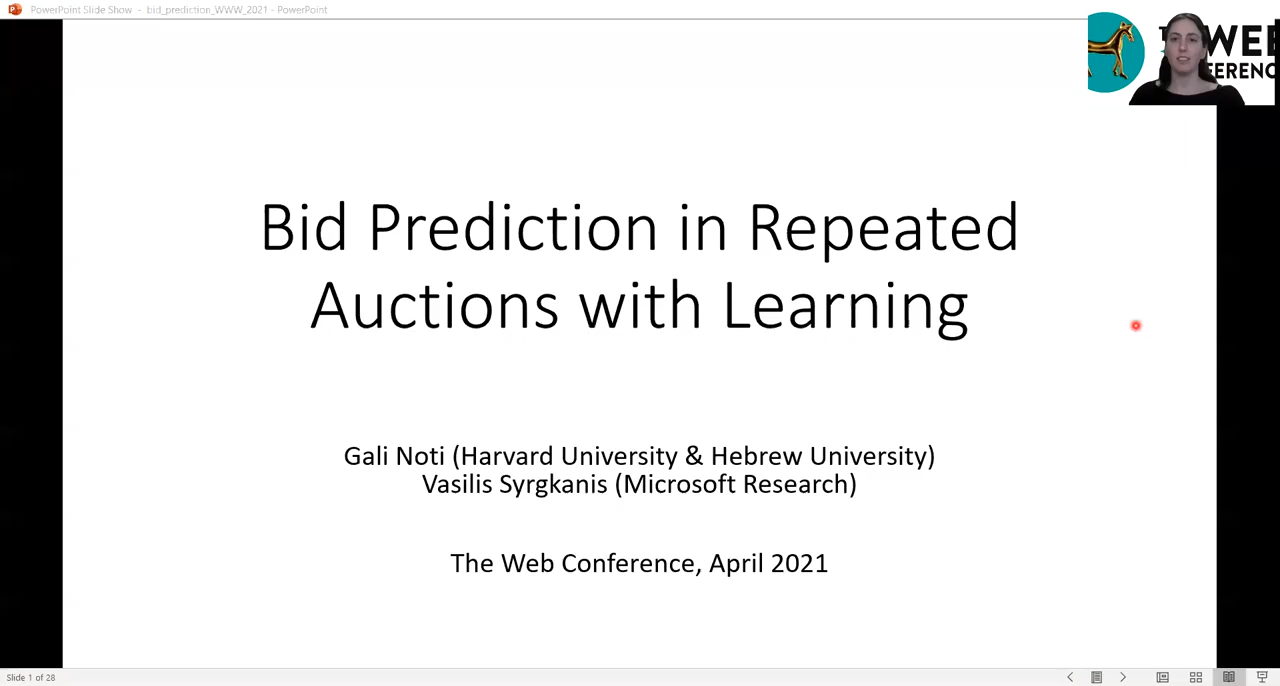 PowerPoint Slide Show - bid_prediction_WWW_2021 - PowerPoint
Bid Prediction in Repeated
Auctions with Learning
Gali Noti (Harvard University & Hebrew University)
Vasilis Syrgkanis (Microsoft Research)
The Web Conference, April 2021
Slide 1 of 28